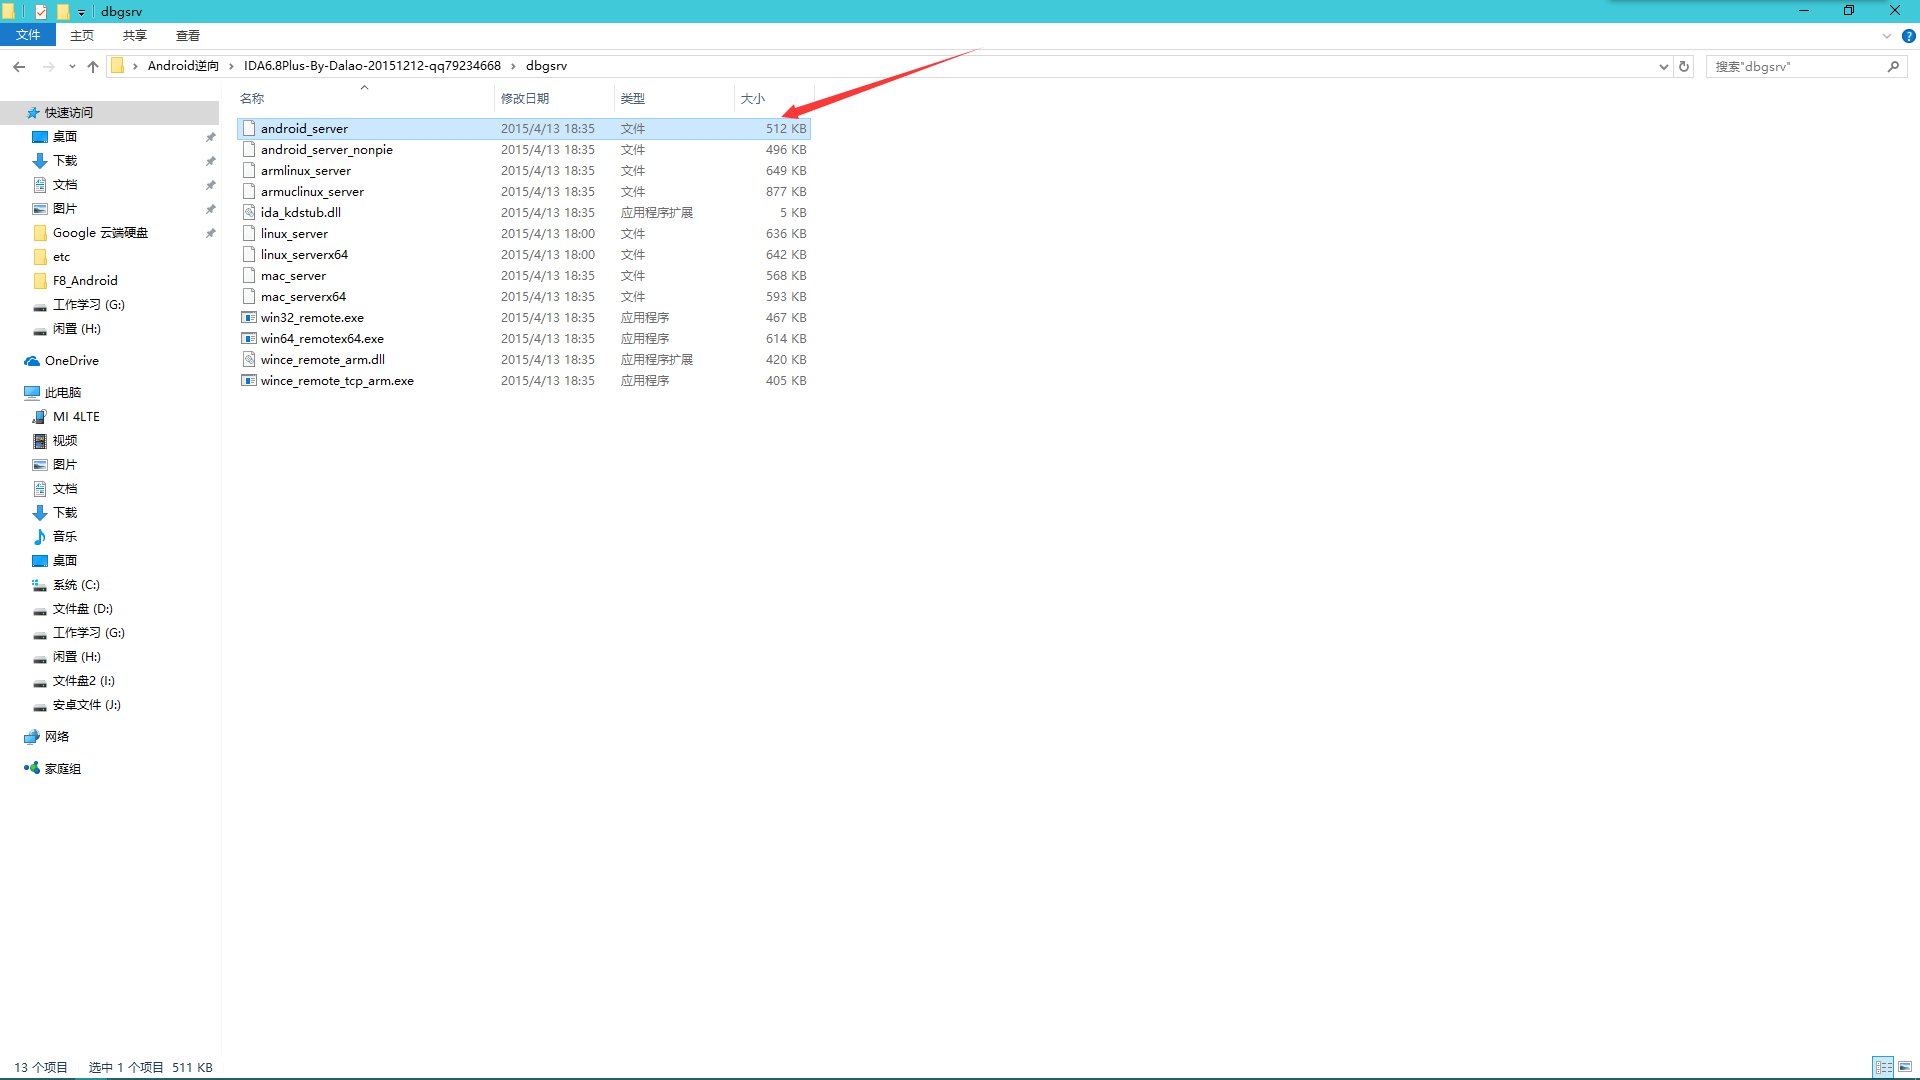 dbgsrv
文件 主页 共享 查看
Android逆向 IDA6.8Plus-By-Dalao-20151212-qq79234668 dbgsrv 搜索"dbgsrv"
名称 修改日期 类型 大小
快速访问
桌面
下载
文档
图片
Google 云端硬盘
etc
F8_Android
工作学习 (G:)
闲置 (H:)
OneDrive
此电脑
MI 4LTE
视频
图片
文档
下载
音乐
桌面
系统 (C:)
文件盘 (D:)
工作学习 (G:)
闲置 (H:)
文件盘2 (I:)
安卓文件 (J:)
网络
家庭组
android_server 2015/4/13 18:35 文件 512 KB
android_server_nonpie 2015/4/13 18:35 文件 496 KB
armlinux_server 2015/4/13 18:35 文件 649 KB
armuclinux_server 2015/4/13 18:35 文件 877 KB
ida_kdstub.dll 2015/4/13 18:35 应用程序扩展 5 KB
linux_server 2015/4/13 18:00 文件 636 KB
linux_serverx64 2015/4/13 18:00 文件 642 KB
mac_server 2015/4/13 18:35 文件 568 KB
mac_serverx64 2015/4/13 18:35 文件 593 KB
win32_remote.exe 2015/4/13 18:35 应用程序 467 KB
win64_remotex64.exe 2015/4/13 18:35 应用程序 614 KB
wince_remote_arm.dll 2015/4/13 18:35 应用程序扩展 420 KB
wince_remote_tcp_arm.exe 2015/4/13 18:35 应用程序 405 KB
13 个项目 选中 1 个项目 511 KB